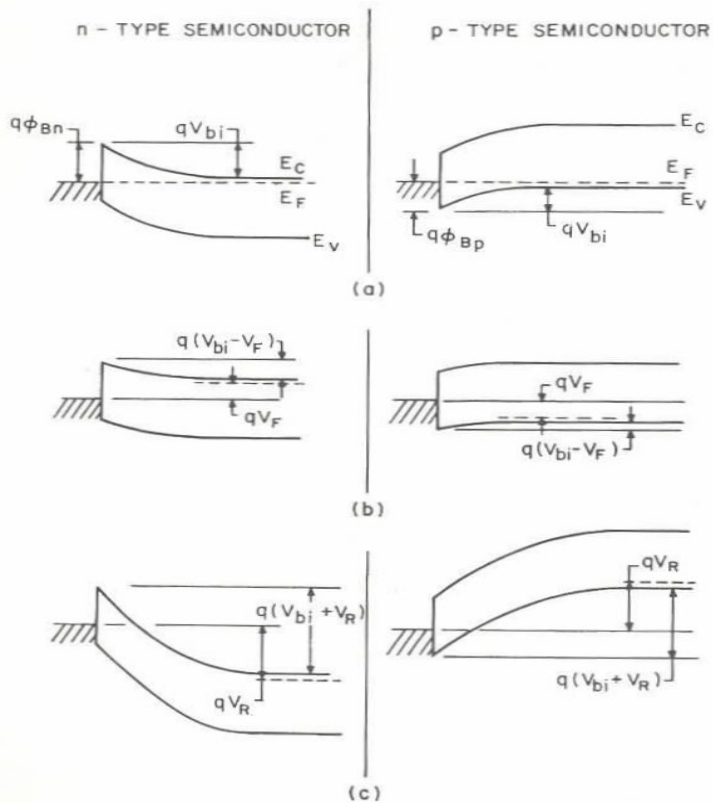 n - TYPE SEMICONDUCTOR
p - TYPE SEMICONDUCTOR
qϕBn
qVbi
EC
EF
EV
EC
EF
EV
qϕBp
qVbi
(a)
q(Vbi-VF)
qVF
qVF
q(Vbi-VF)
(b)
q(Vbi+VR)
qVR
qVR
q(Vbi+VR)
(c)